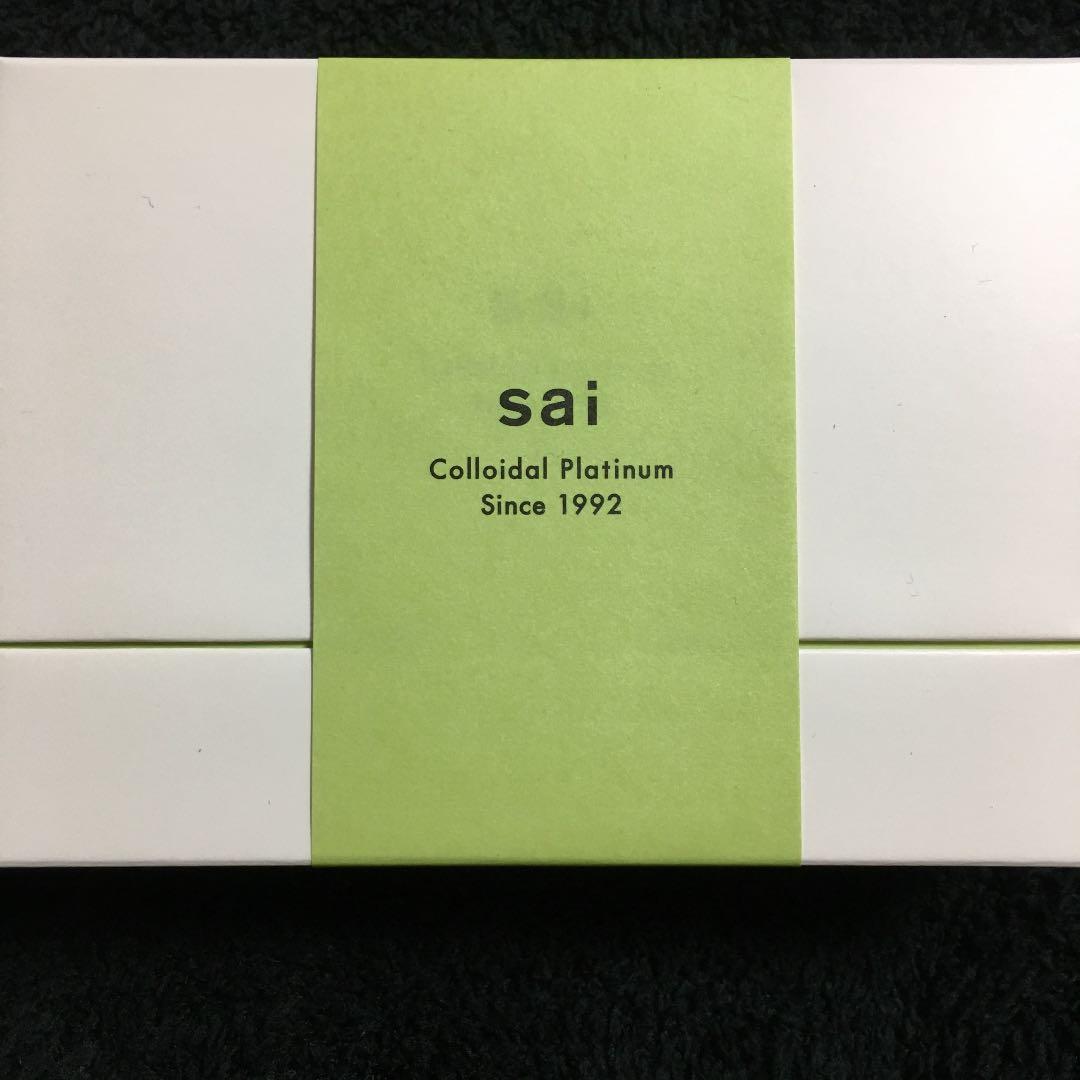 sai
Colloidal Platinum
Since 1992